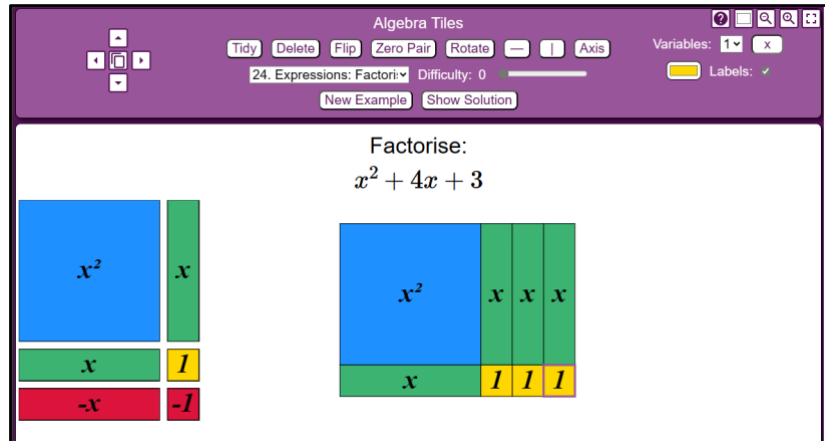 Algebra Tiles
Tidy Delete Flip Zero Pair Rotate — | Axis
Variables: 1 x
24. Expressions: Factoris Difficulty: 0
Labels: ✓
New Example Show Solution
Factorise:
x² + 4x + 3
x² x
x 1
-x -1
x² x x x
x 1 1 1